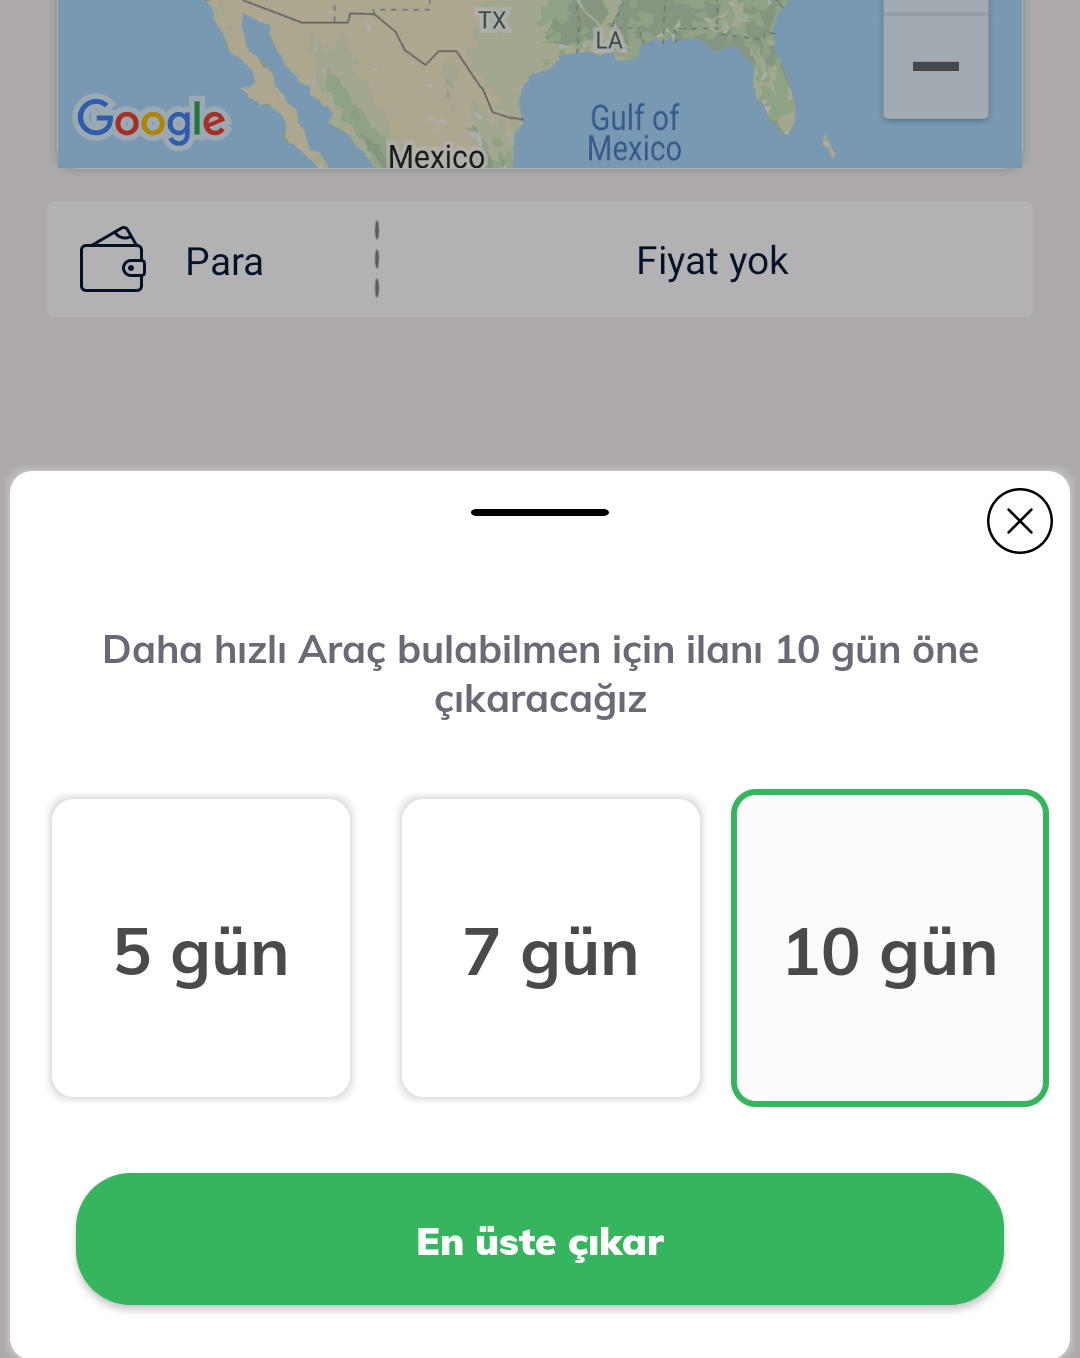 TX
LA
Google
Gulf of
Mexico
Mexico
Para
Fiyat yok
Daha hızlı Araç bulabilmen için ilanı 10 gün öne
çıkaracağız
5 gün
7 gün
10 gün
En üste çıkar